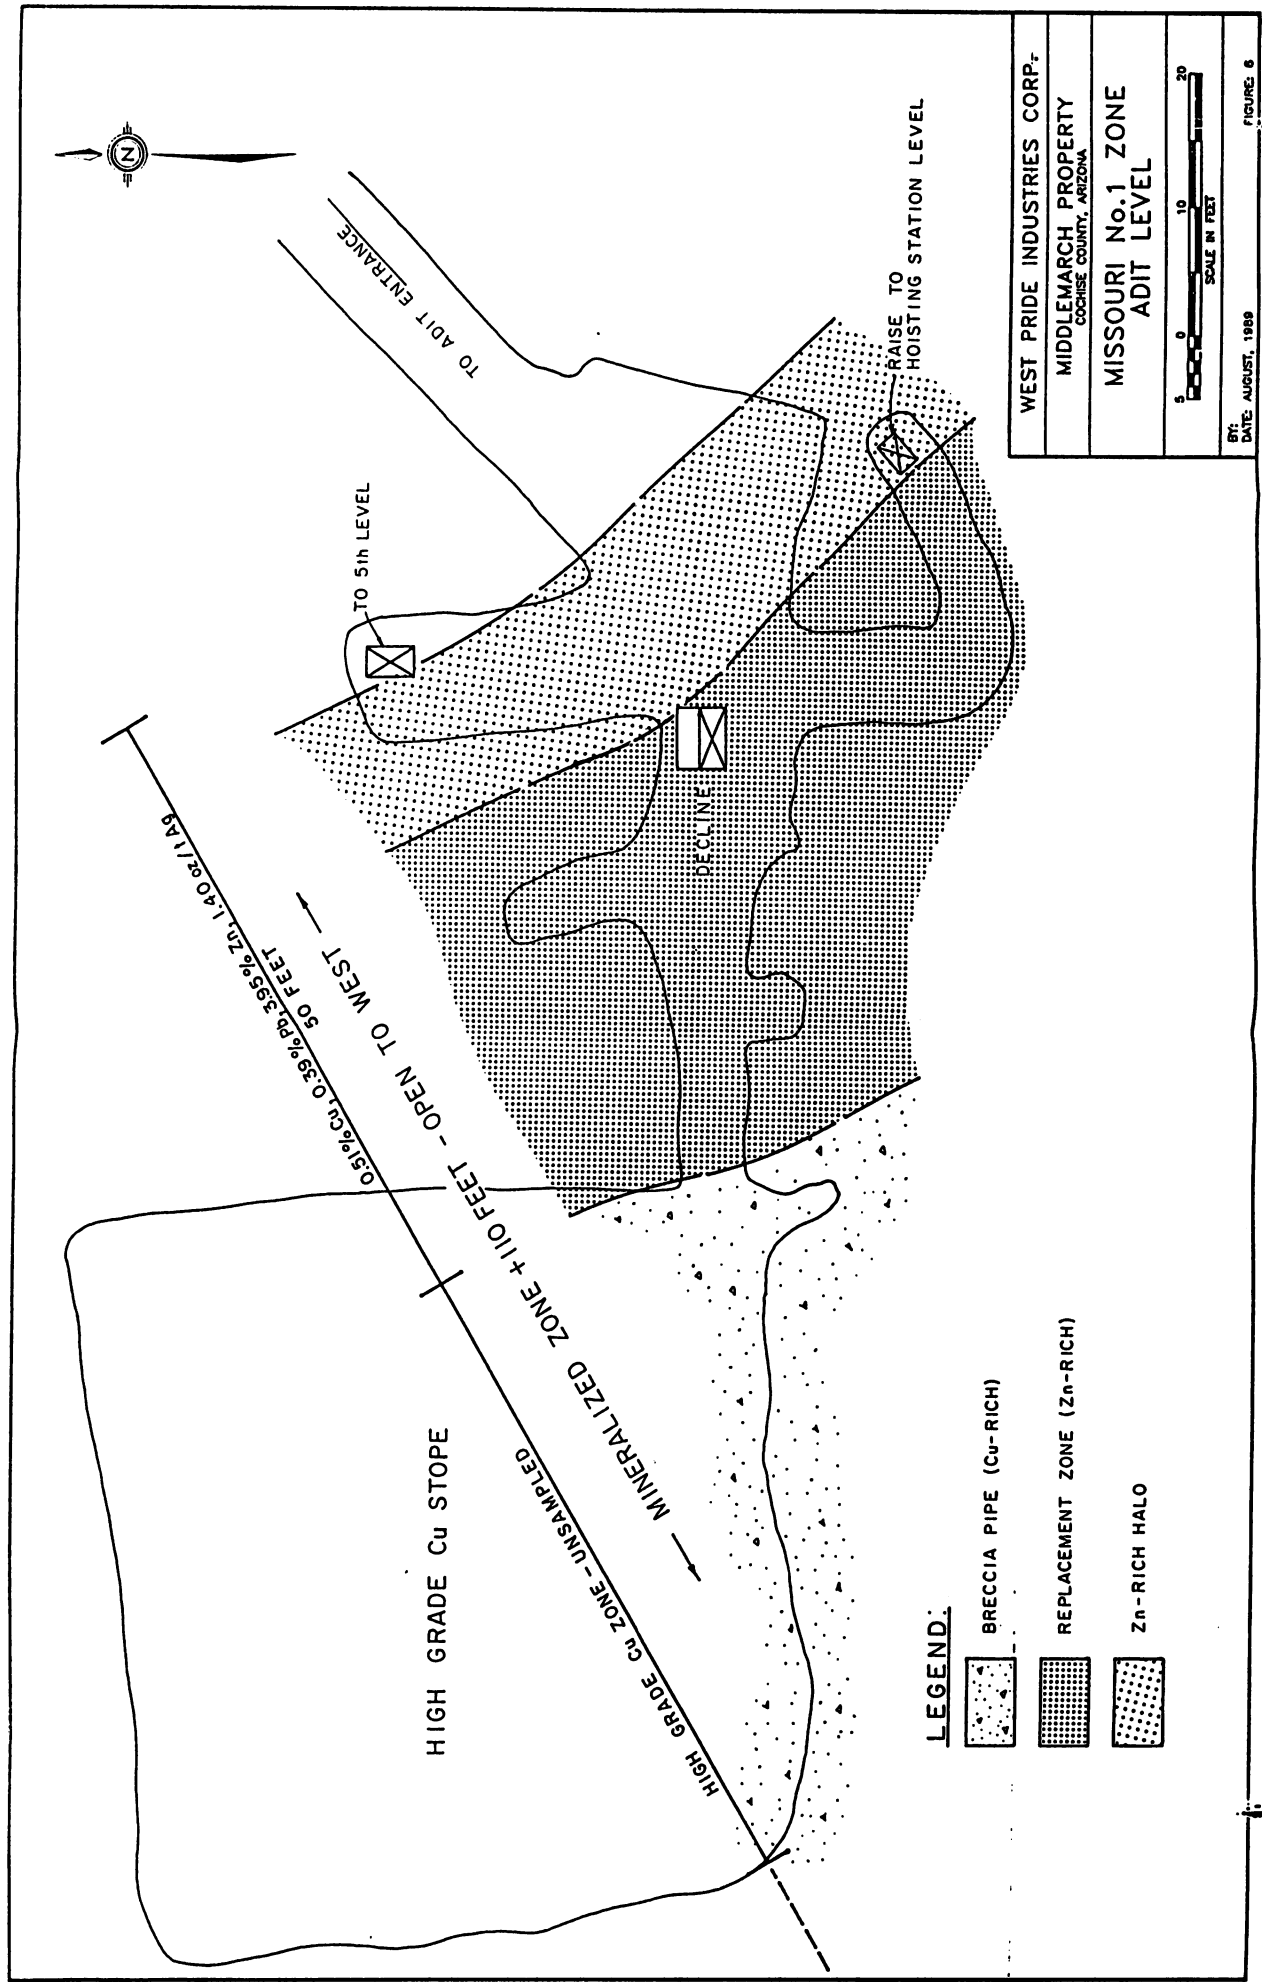 N
TO ADIT ENTRANCE
TO 5th LEVEL
RAISE TO
HOISTING STATION LEVEL
DECLINE
0.51% Cu, 0.39% Pb, 3.95% Zn, 1.40 oz/t Ag
50 FEET
MINERALIZED ZONE +110 FEET - OPEN TO WEST
HIGH GRADE Cu ZONE - UNSAMPLED
HIGH GRADE Cu STOPE
LEGEND:
BRECCIA PIPE (Cu-RICH)
REPLACEMENT ZONE (Zn-RICH)
Zn-RICH HALO
WEST PRIDE INDUSTRIES CORP.
MIDDLEMARCH PROPERTY
COCHISE COUNTY, ARIZONA
MISSOURI No.1 ZONE
ADIT LEVEL
5 0 10 20
SCALE IN FEET
BY:
DATE: AUGUST, 1989 FIGURE: 6